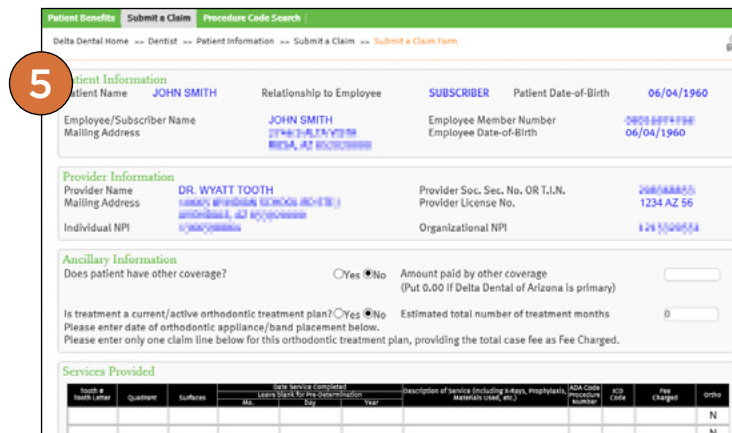 Patient Benefits Submit a Claim Procedure Code Search
Delta Dental Home >> Dentist >> Patient Information >> Submit a Claim >> Submit a Claim Form
5
Patient Information
Patient Name JOHN SMITH Relationship to Employee SUBSCRIBER Patient Date-of-Birth 06/04/1960
Employee/Subscriber Name JOHN SMITH Employee Member Number
Mailing Address Employee Date-of-Birth 06/04/1960
Provider Information
Provider Name DR. WYATT TOOTH Provider Soc. Sec. No. OR T.I.N.
Mailing Address Provider License No. 1234 AZ 56
Individual NPI Organizational NPI
Ancillary Information
Does patient have other coverage? Yes No Amount paid by other coverage
(Put 0.00 if Delta Dental of Arizona is primary)
Is treatment a current/active orthodontic treatment plan? Yes No Estimated total number of treatment months 0
Please enter date of orthodontic appliance/band placement below.
Please enter only one claim line below for this orthodontic treatment plan, providing the total case fee as Fee Charged.
Services Provided
Tooth # Tooth Letter Quadrant Surfaces Date Service Completed Leave blank for Pre-Determination Mo. Day Year Description of Service (Including X-Rays, Prophylaxis, Materials Used, etc.) ADA Code Procedure Number ICD Code Fee Charged Ortho
N
N